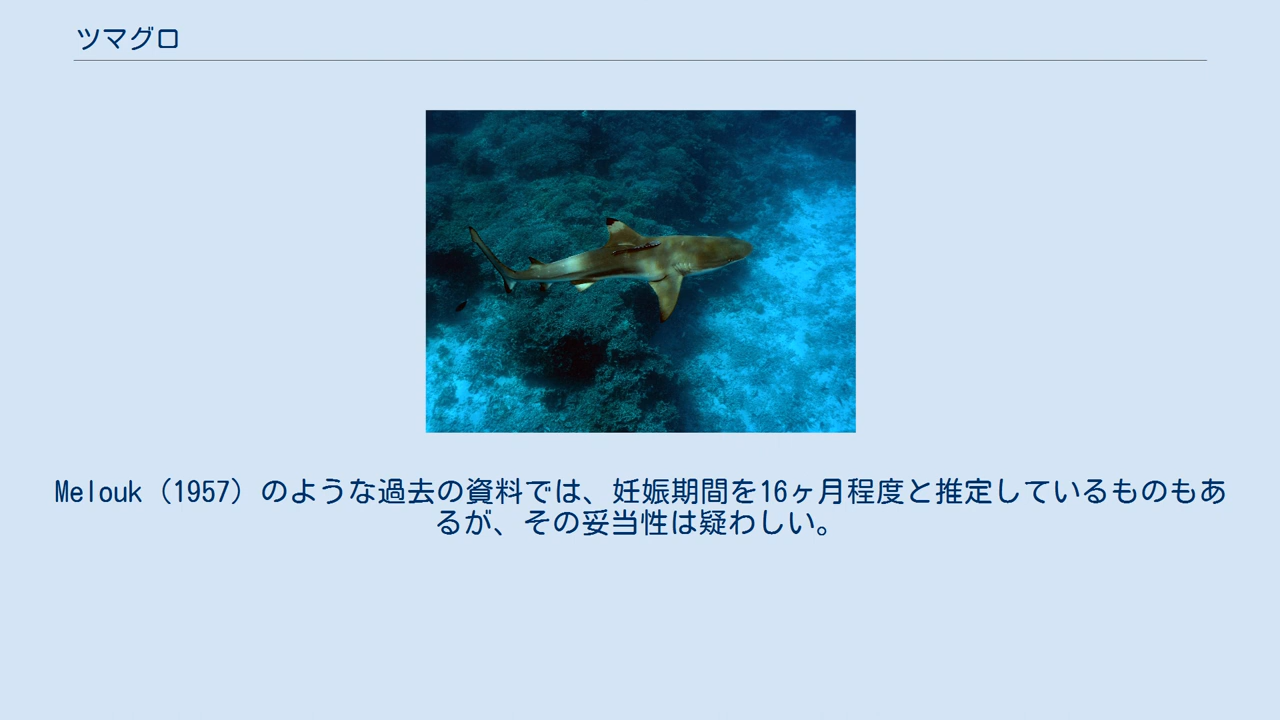 ツマグロ
Melouk（1957）のような過去の資料では、妊娠期間を16ヶ月程度と推定しているものもあ
るが、その妥当性は疑わしい。